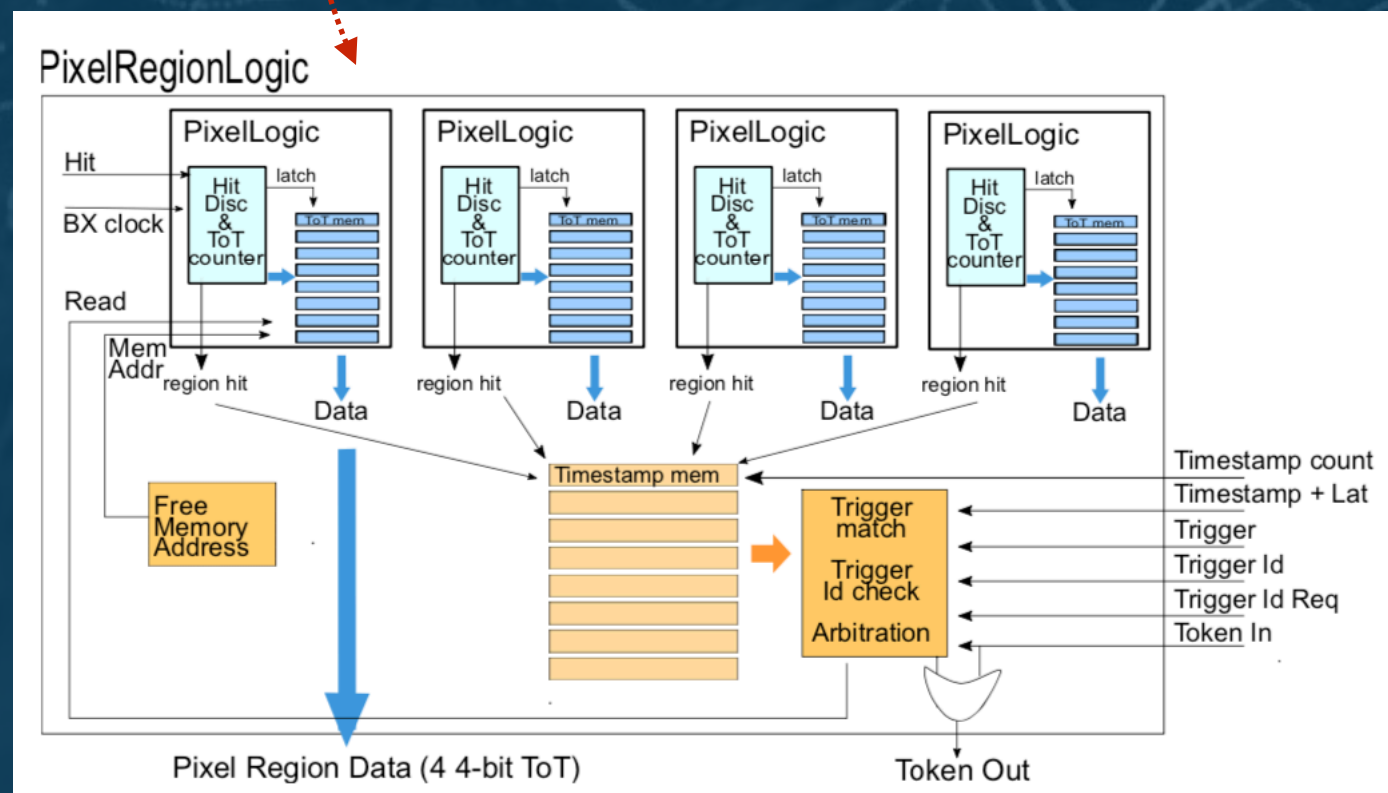 PixelRegionLogic
PixelLogic
PixelLogic
PixelLogic
PixelLogic
Hit
BX clock
Read
Mem
Addr
Hit
Disc
&
ToT
counter
latch
ToT mem
region hit
Data
Hit
Disc
&
ToT
counter
latch
ToT mem
region hit
Data
Hit
Disc
&
ToT
counter
latch
ToT mem
region hit
Data
Hit
Disc
&
ToT
counter
latch
ToT mem
region hit
Data
Free
Memory
Address
Timestamp mem
Trigger
match
Trigger
Id check
Arbitration
Timestamp count
Timestamp + Lat
Trigger
Trigger Id
Trigger Id Req
Token In
Pixel Region Data (4 4-bit ToT)
Token Out